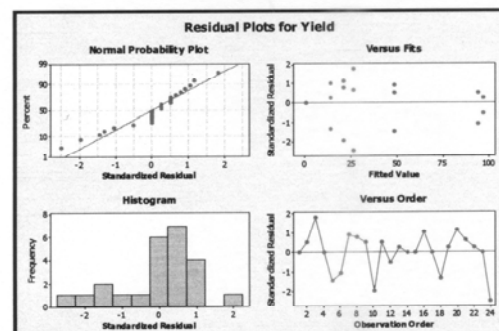 Residual Plots for Yield
Normal Probability Plot
99
90
50
10
1
Percent
-2 -1 0 1 2
Standardized Residual
Versus Fits
2
1
0
-1
-2
Standardized Residual
0 25 50 75 100
Fitted Value
Histogram
8
6
4
2
0
Frequency
-2 -1 0 1 2
Standardized Residual
Versus Order
2
1
0
-1
-2
Standardized Residual
2 4 6 8 10 12 14 16 18 20 22 24
Observation Order